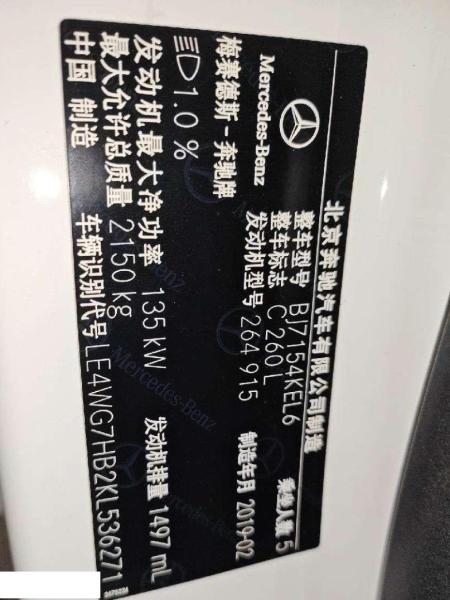 北京奔驰汽车有限公司制造
Mercedes-Benz
梅赛德斯-奔驰牌
整车型号 BJ7154KEL6 乘坐人数 5
整车标志 C 260 L
发动机型号 264 915 制造年月 2019-02
1.0 %
发动机最大净功率 135 kW 发动机排量 1497 mL
最大允许总质量 2150 kg
中国 制造 车辆识别代号 LE4WG7HB2KL536271